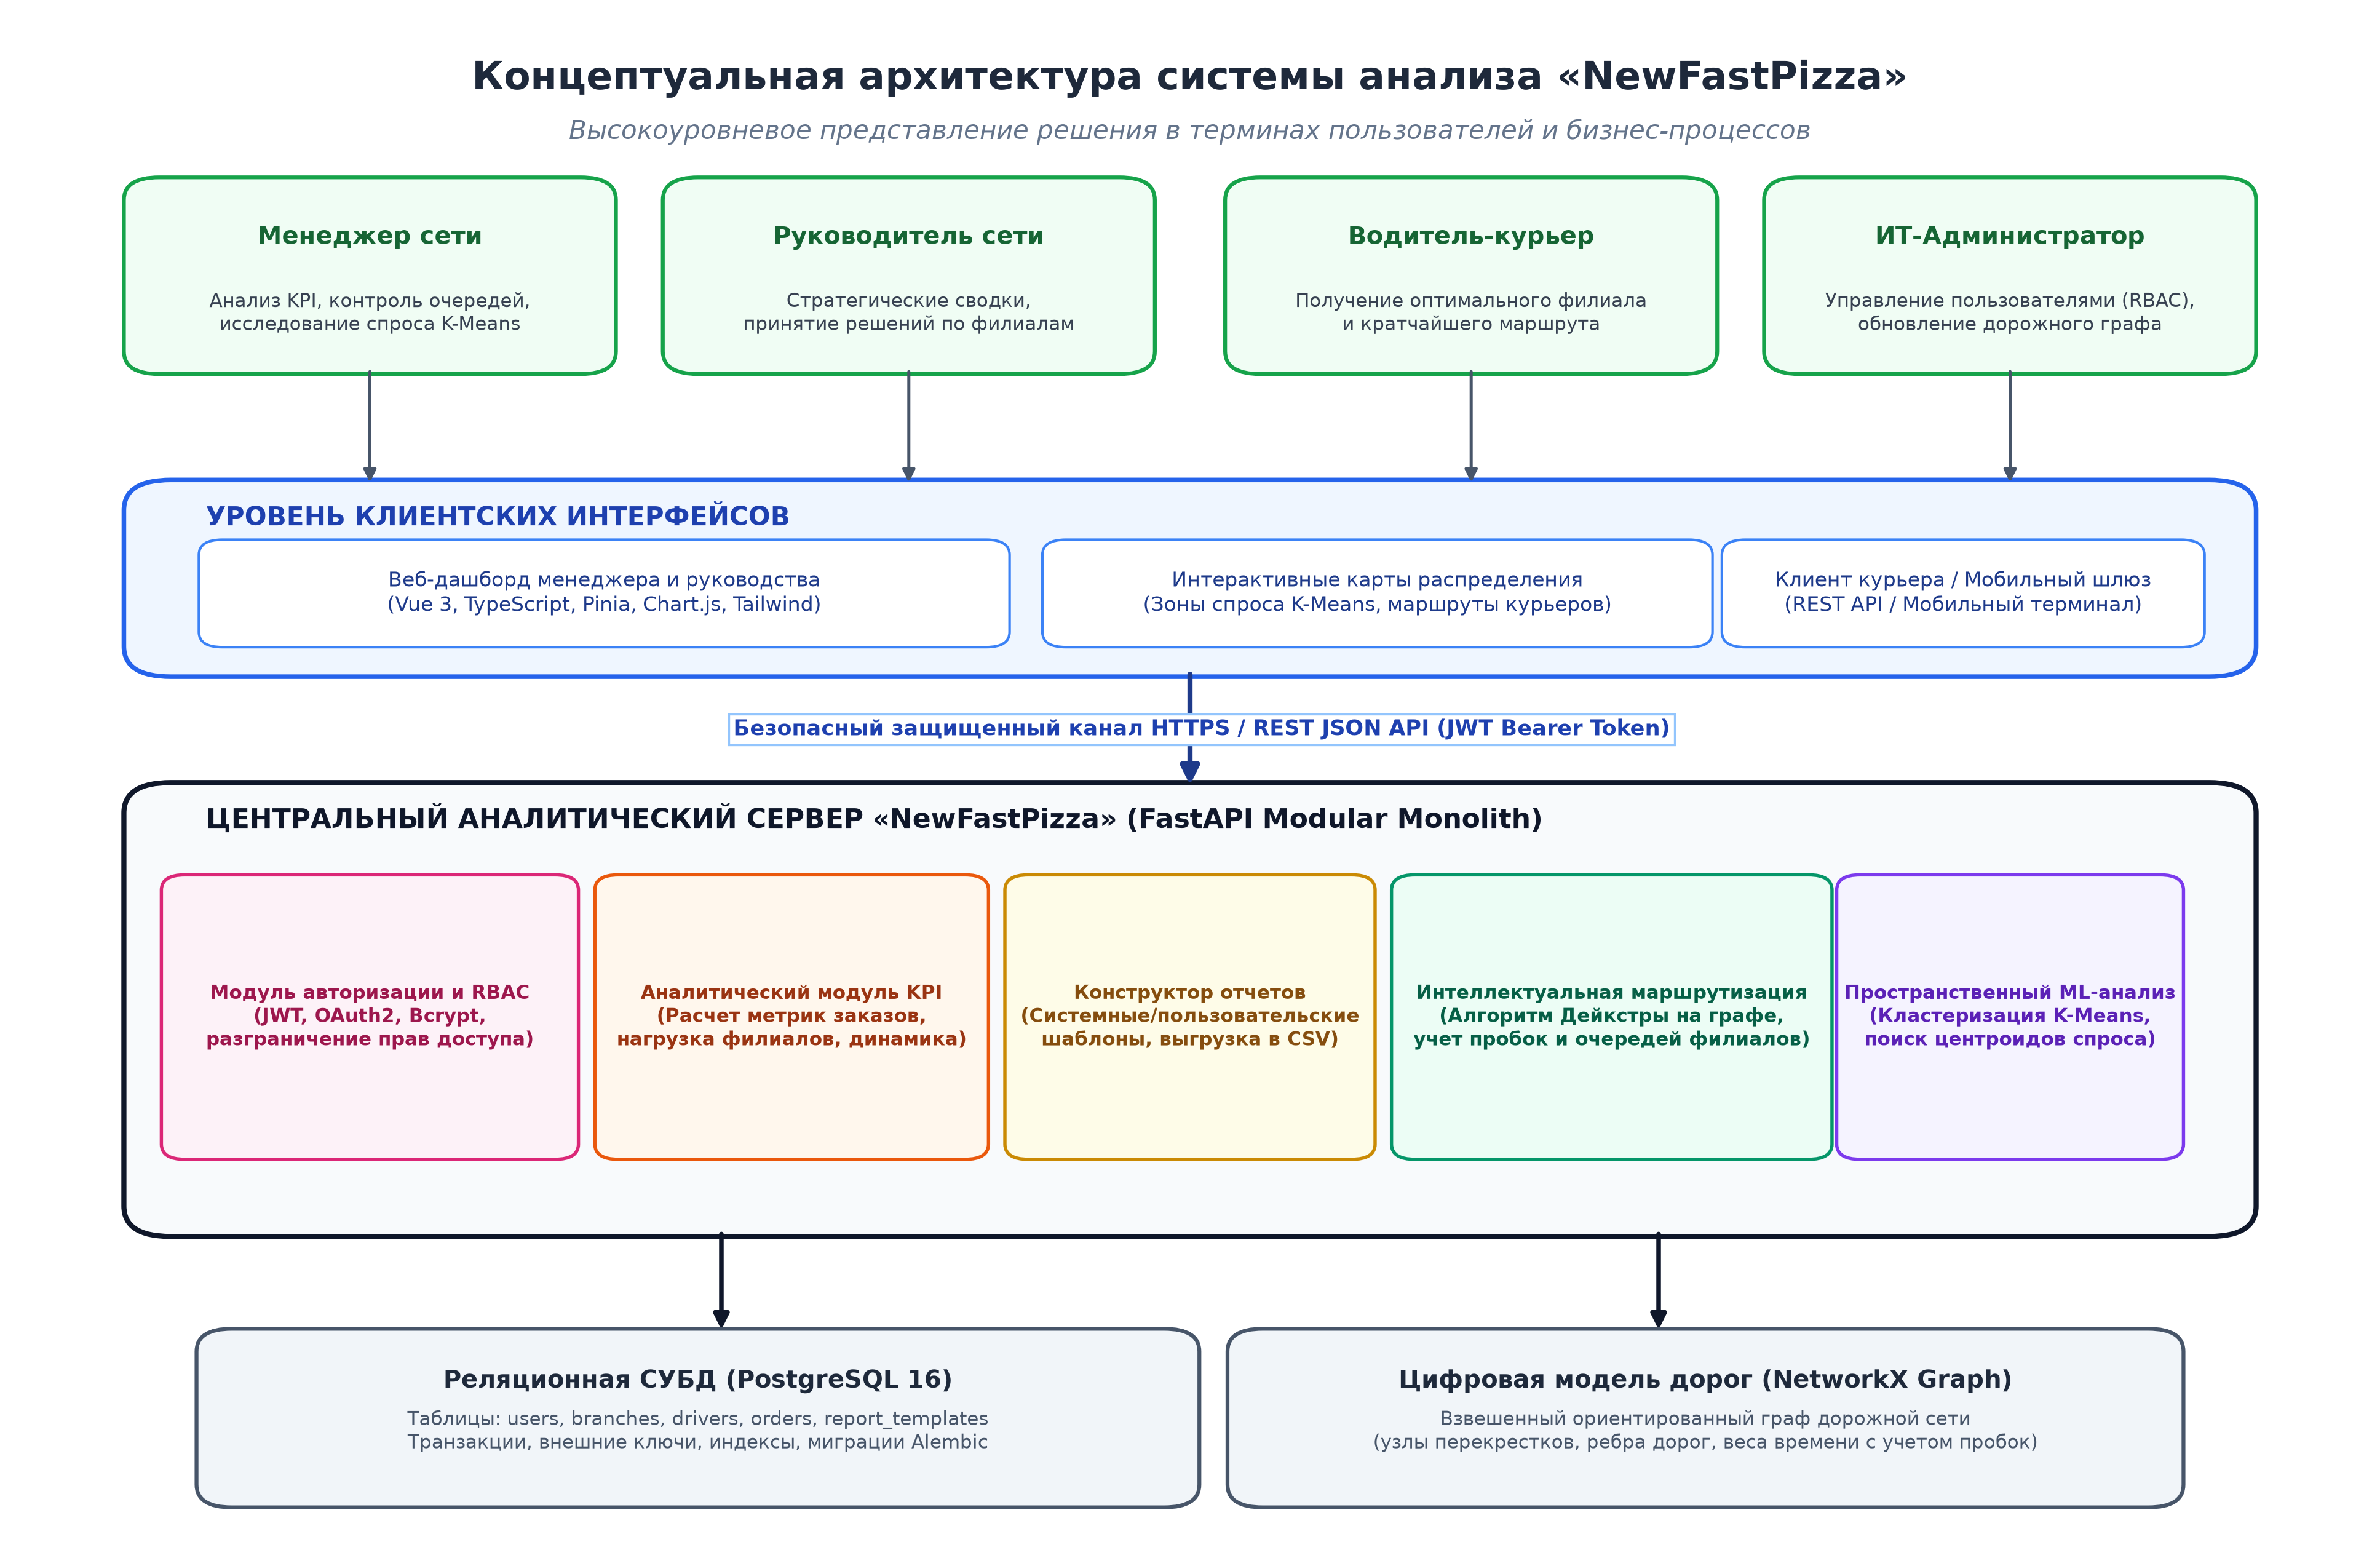 Концептуальная архитектура системы анализа «NewFastPizza»
Высокоуровневое представление решения в терминах пользователей и бизнес-процессов
Менеджер сети
Анализ KPI, контроль очередей,
исследование спроса K-Means
Руководитель сети
Стратегические сводки,
принятие решений по филиалам
Водитель-курьер
Получение оптимального филиала
и кратчайшего маршрута
ИТ-Администратор
Управление пользователями (RBAC),
обновление дорожного графа
УРОВЕНЬ КЛИЕНТСКИХ ИНТЕРФЕЙСОВ
Веб-дашборд менеджера и руководства
(Vue 3, TypeScript, Pinia, Chart.js, Tailwind)
Интерактивные карты распределения
(Зоны спроса K-Means, маршруты курьеров)
Клиент курьера / Мобильный шлюз
(REST API / Мобильный терминал)
Безопасный защищенный канал HTTPS / REST JSON API (JWT Bearer Token)
ЦЕНТРАЛЬНЫЙ АНАЛИТИЧЕСКИЙ СЕРВЕР «NewFastPizza» (FastAPI Modular Monolith)
Модуль авторизации и RBAC
(JWT, OAuth2, Bcrypt,
разграничение прав доступа)
Аналитический модуль KPI
(Расчет метрик заказов,
нагрузка филиалов, динамика)
Конструктор отчетов
(Системные/пользовательские
шаблоны, выгрузка в CSV)
Интеллектуальная маршрутизация
(Алгоритм Дейкстры на графе,
учет пробок и очередей филиалов)
Пространственный ML-анализ
(Кластеризация K-Means,
поиск центроидов спроса)
Реляционная СУБД (PostgreSQL 16)
Таблицы: users, branches, drivers, orders, report_templates
Транзакции, внешние ключи, индексы, миграции Alembic
Цифровая модель дорог (NetworkX Graph)
Взвешенный ориентированный граф дорожной сети
(узлы перекрестков, ребра дорог, веса времени с учетом пробок)